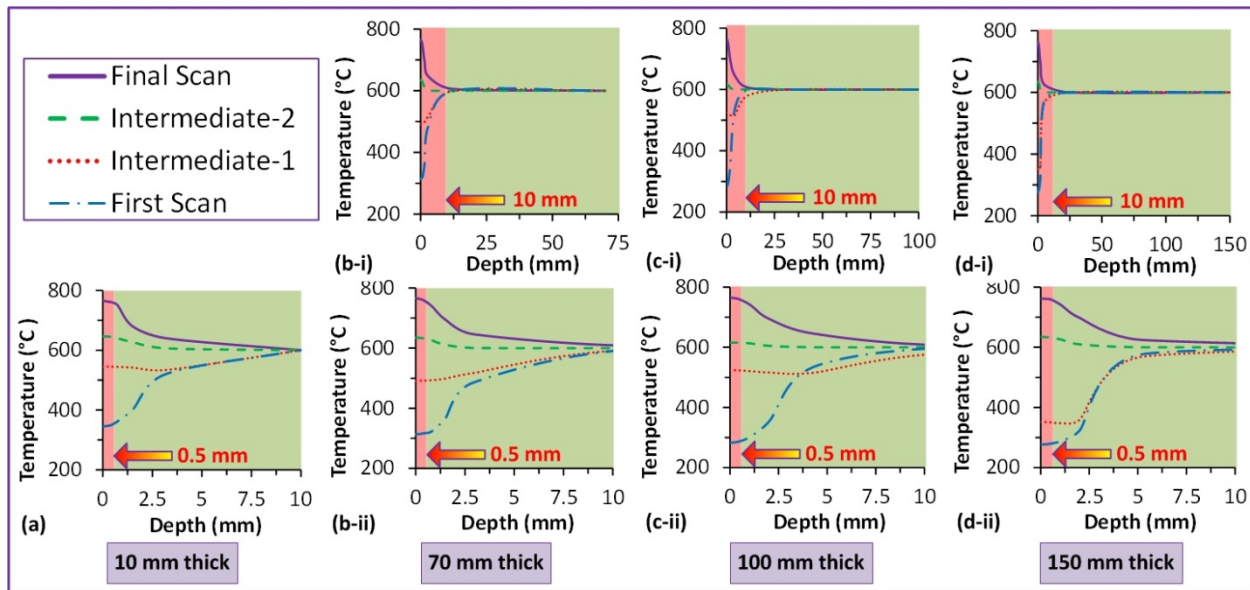 Final Scan
Intermediate-2
Intermediate-1
First Scan
Temperature (°C)
800
600
400
200
10 mm
0 25 50 75
Depth (mm)
(b-i)
Temperature (°C)
800
600
400
200
10 mm
0 25 50 75 100
Depth (mm)
(c-i)
Temperature (°C)
800
600
400
200
10 mm
0 50 100 150
Depth (mm)
(d-i)
Temperature (°C )
800
600
400
200
0.5 mm
0 2.5 5 7.5 10
Depth (mm)
(a)
10 mm thick
Temperature (°C )
800
600
400
200
0.5 mm
0 2.5 5 7.5 10
Depth (mm)
(b-ii)
70 mm thick
Temperature (°C )
800
600
400
200
0.5 mm
0 2.5 5 7.5 10
Depth (mm)
(c-ii)
100 mm thick
Temperature (°C )
800
600
400
200
0.5 mm
0 2.5 5 7.5 10
Depth (mm)
(d-ii)
150 mm thick